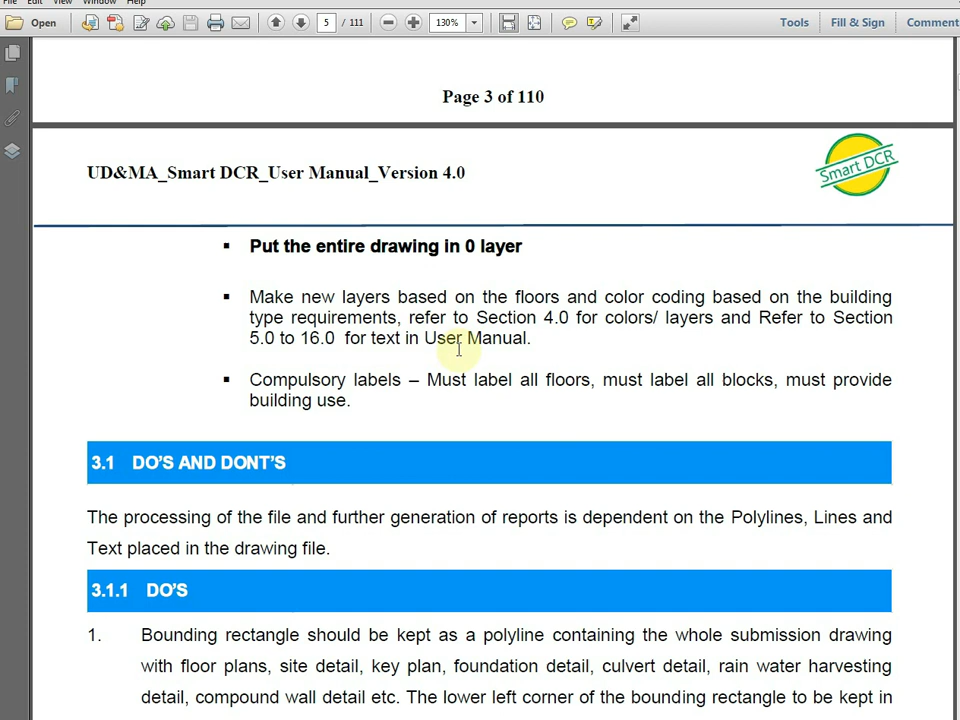 File Edit View Window Help
Open 5 / 111 130% Tools Fill & Sign Comment
Page 3 of 110
UD&MA_Smart DCR_User Manual_Version 4.0
Smart DCR
▪ Put the entire drawing in 0 layer
▪ Make new layers based on the floors and color coding based on the building
type requirements, refer to Section 4.0 for colors/ layers and Refer to Section
5.0 to 16.0 for text in User Manual.
▪ Compulsory labels – Must label all floors, must label all blocks, must provide
building use.
3.1 DO'S AND DONT'S
The processing of the file and further generation of reports is dependent on the Polylines, Lines and
Text placed in the drawing file.
3.1.1 DO'S
1. Bounding rectangle should be kept as a polyline containing the whole submission drawing
with floor plans, site detail, key plan, foundation detail, culvert detail, rain water harvesting
detail, compound wall detail etc. The lower left corner of the bounding rectangle to be kept in